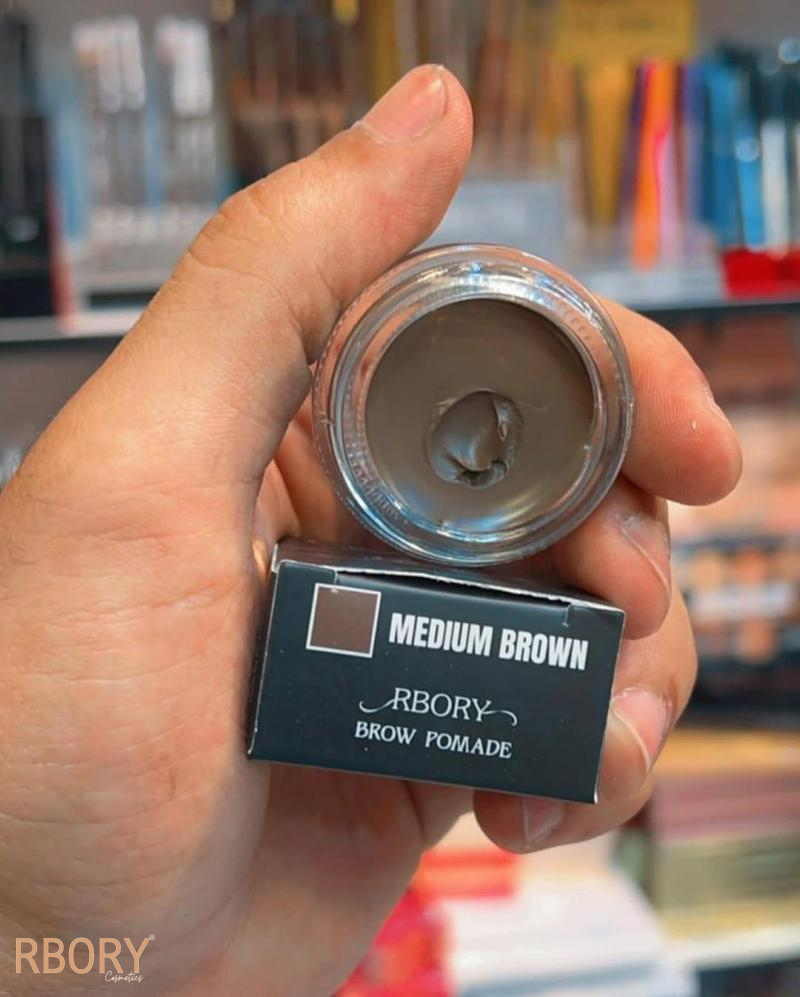 MEDIUM BROWN
RBORY
BROW POMADE
RBORY®
Cosmetics